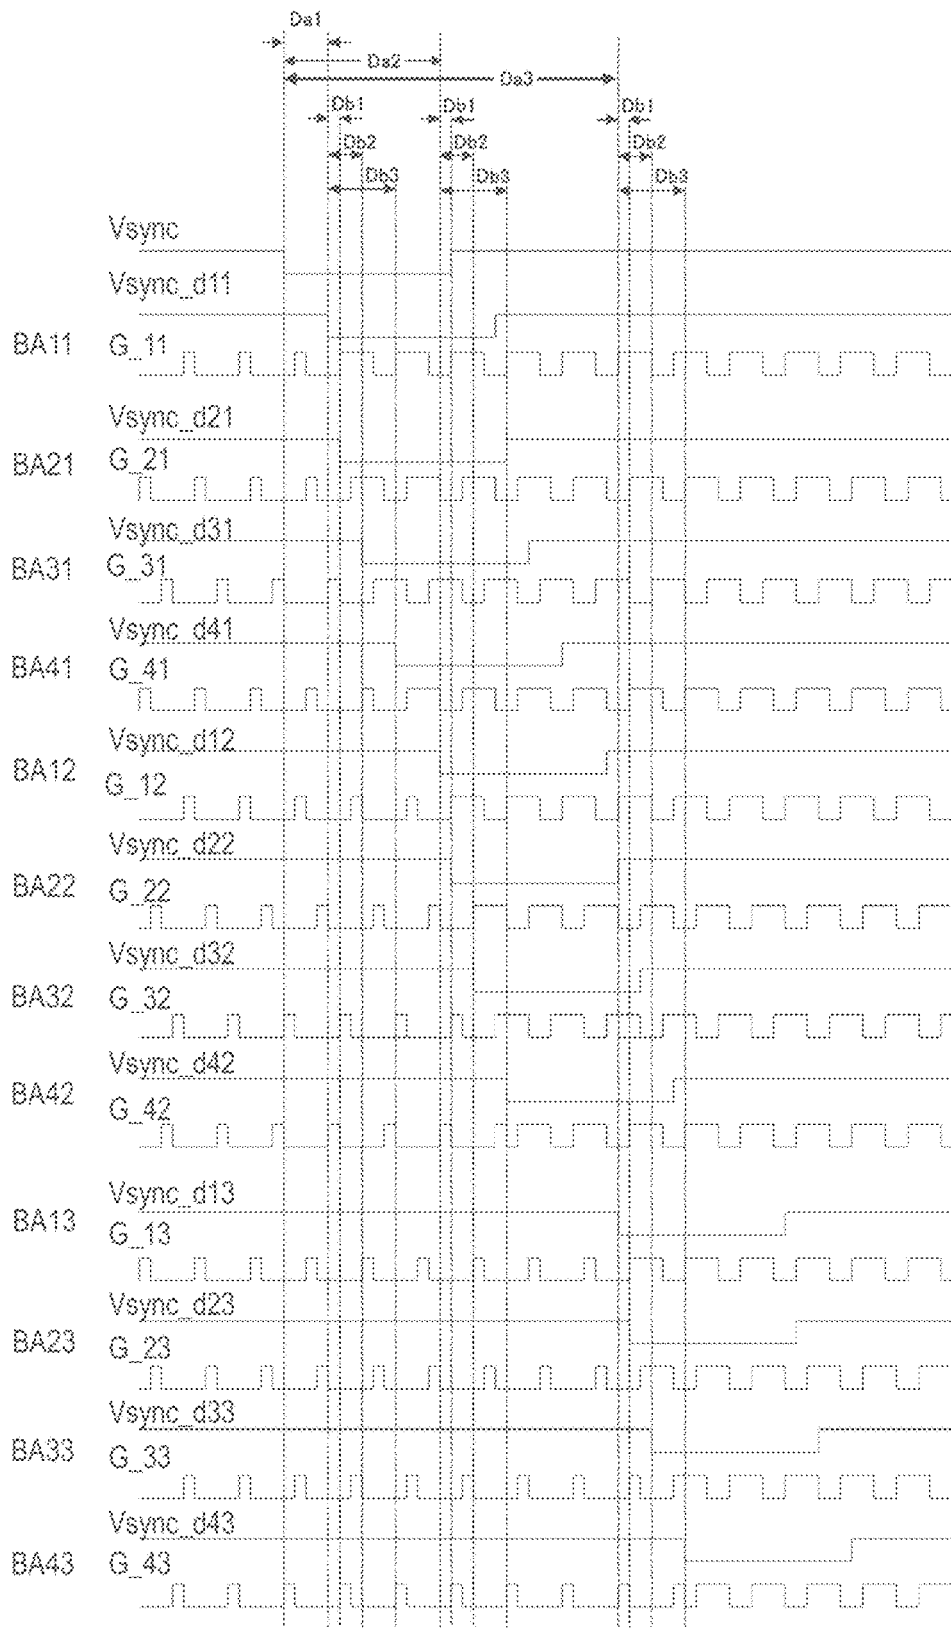 Da1
Da2
Da3
Db1 Db1 Db1
Db2 Db2 Db2
Db3 Db3 Db3
Vsync
Vsync_d11
BA11 G_11
Vsync_d21
BA21 G_21
Vsync_d31
BA31 G_31
Vsync_d41
BA41 G_41
Vsync_d12
BA12 G_12
Vsync_d22
BA22 G_22
Vsync_d32
BA32 G_32
Vsync_d42
BA42 G_42
Vsync_d13
BA13 G_13
Vsync_d23
BA23 G_23
Vsync_d33
BA33 G_33
Vsync_d43
BA43 G_43